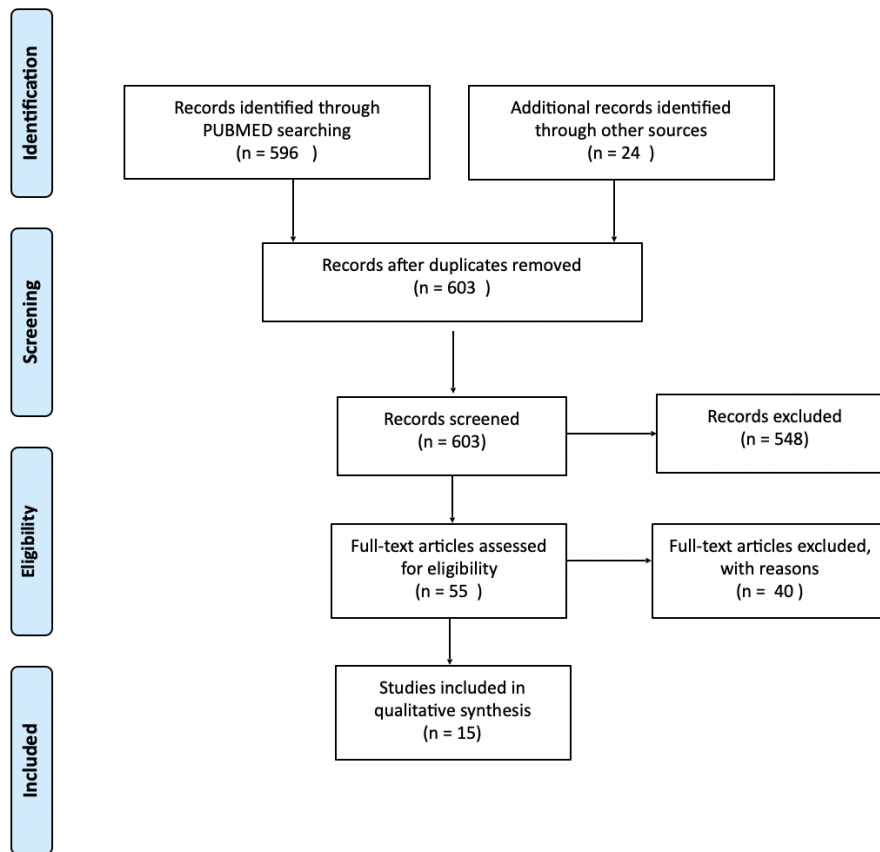 Identification
Records identified through
PUBMED searching
(n = 596   )
Additional records identified
through other sources
(n = 24   )
Screening
Records after duplicates removed
(n = 603   )
Records screened
(n = 603)
Records excluded
(n = 548)
Eligibility
Full-text articles assessed
for eligibility
(n = 55   )
Full-text articles excluded,
with reasons
(n =  40 )
Included
Studies included in
qualitative synthesis
(n = 15)